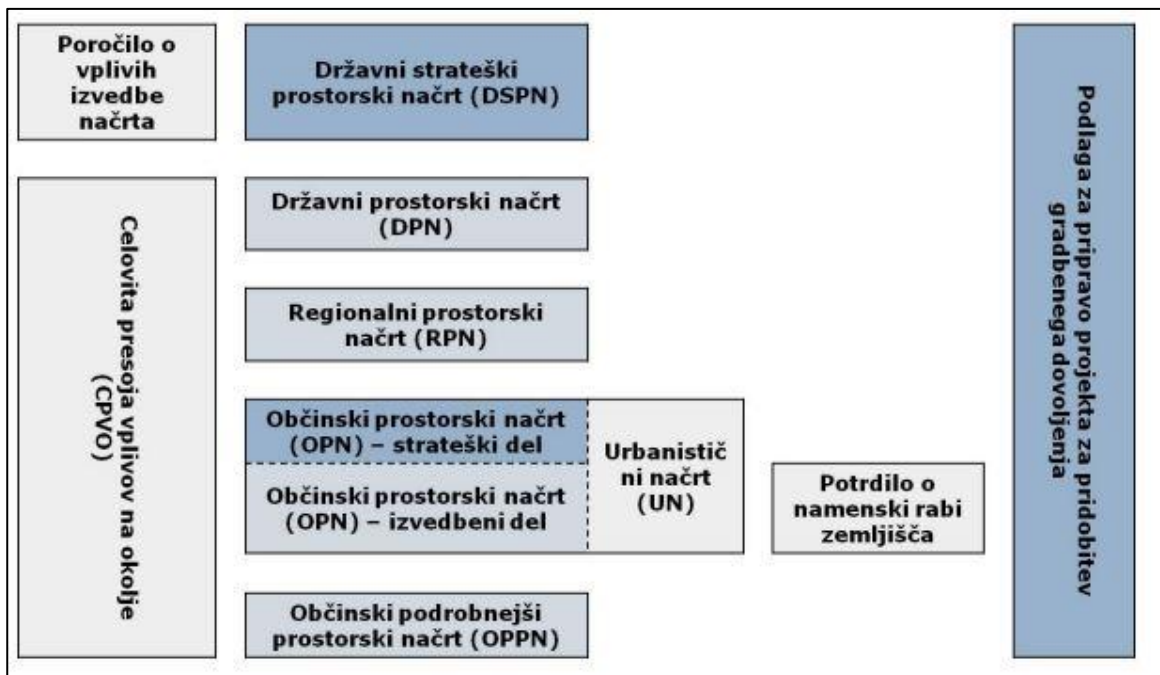 Poročilo o
vplivih
izvedbe
načrta
Državni strateški
prostorski načrt (DSPN)
Celovita presoja vplivov na okolje
(CPVO)
Državni prostorski načrt
(DPN)
Regionalni prostorski
načrt (RPN)
Občinski prostorski načrt
(OPN) – strateški del
Občinski prostorski načrt
(OPN) – izvedbeni del
Urbanistič
ni načrt
(UN)
Potrdilo o
namenski rabi
zemljišča
Občinski podrobnejši
prostorski načrt (OPPN)
Podlaga za pripravo projekta za pridobitev
gradbenega dovoljenja